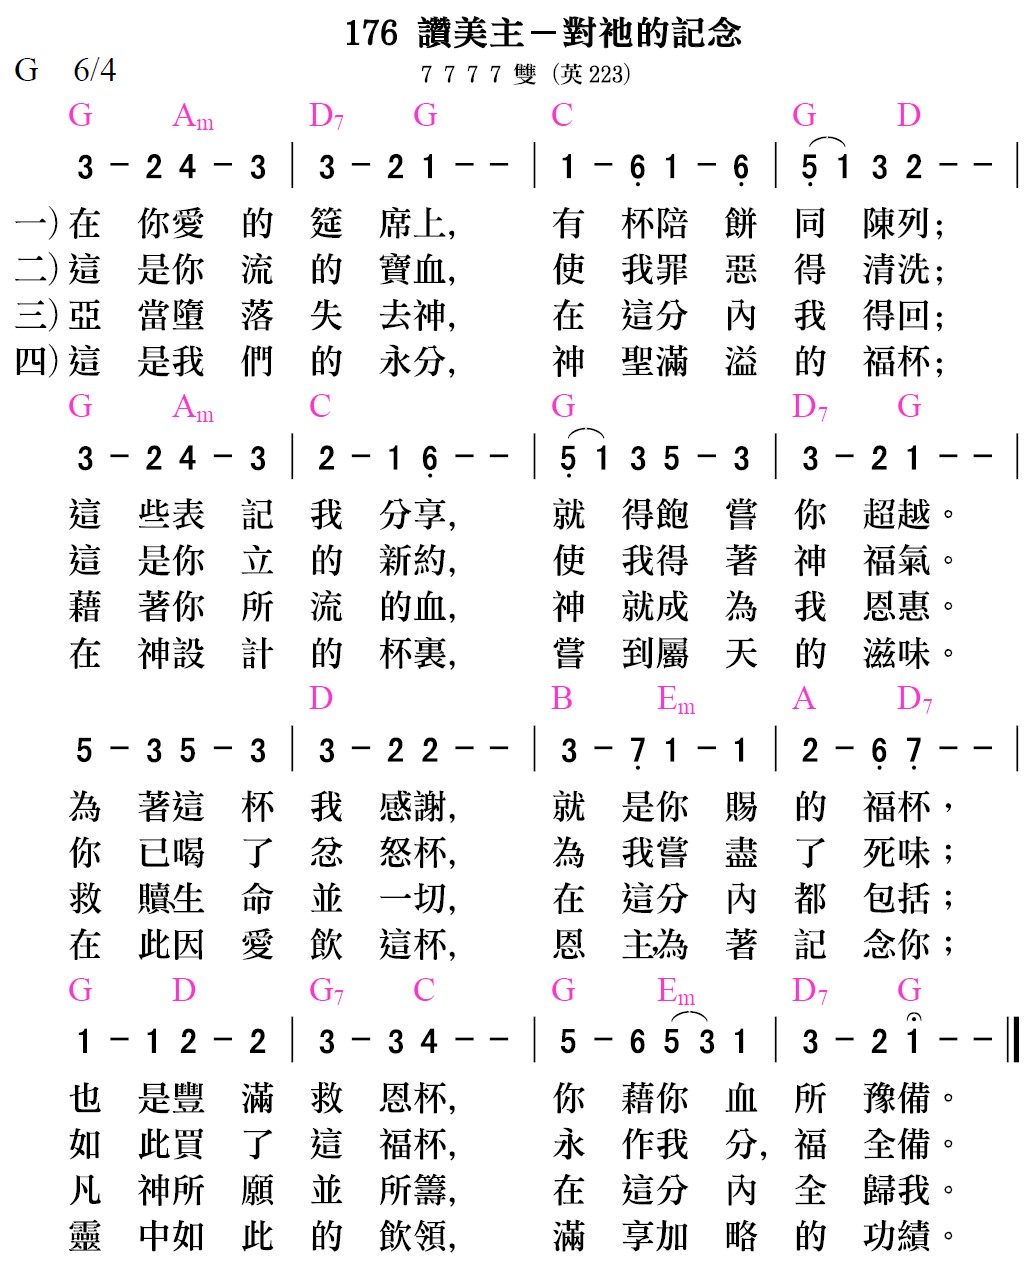 176 讚美主－對祂的記念
G 6/4 7 7 7 7 雙 (英 223)
G Am D7 G C G D
3 - 2 4 - 3 | 3 - 2 1 - - | 1 - 6̣ 1 - 6̣ | 5̣ 1 3 2 - - |
一) 在你愛的筵席上, 有杯陪餅同陳列;
二) 這是你流的寶血, 使我罪惡得清洗;
三) 亞當墮落失去神, 在這分內我得回;
四) 這是我們的永分, 神聖滿溢的福杯;
G Am C G D7 G
3 - 2 4 - 3 | 2 - 1 6̣ - - | 5̣ 1 3 5 - 3 | 3 - 2 1 - - |
這些表記我分享, 就得飽嘗你超越。
這是你立的新約, 使我得著神福氣。
藉著你所流的血, 神就成為我恩惠。
在神設計的杯裏, 嘗到屬天的滋味。
D B Em A D7
5 - 3 5 - 3 | 3 - 2 2 - - | 3 - 7̣ 1 - 1 | 2 - 6̣ 7̣ - - |
為著這杯我感謝, 就是你賜的福杯，
你已喝了忿怒杯, 為我嘗盡了死味；
救贖、生命並一切, 在這分內都包括；
在此因愛飲這杯, 恩主,為著記念你；
G D G7 C G Em D7 G
1 - 1 2 - 2 | 3 - 3 4 - - | 5 - 6 5 3 1 | 3 - 2 1 - - ‖
也是豐滿救恩杯, 你藉你血所豫備。
如此買了這福杯, 永作我分, 福全備。
凡神所願並所籌, 在這分內全歸我。
靈中如此的飲領, 滿享加略的功績。